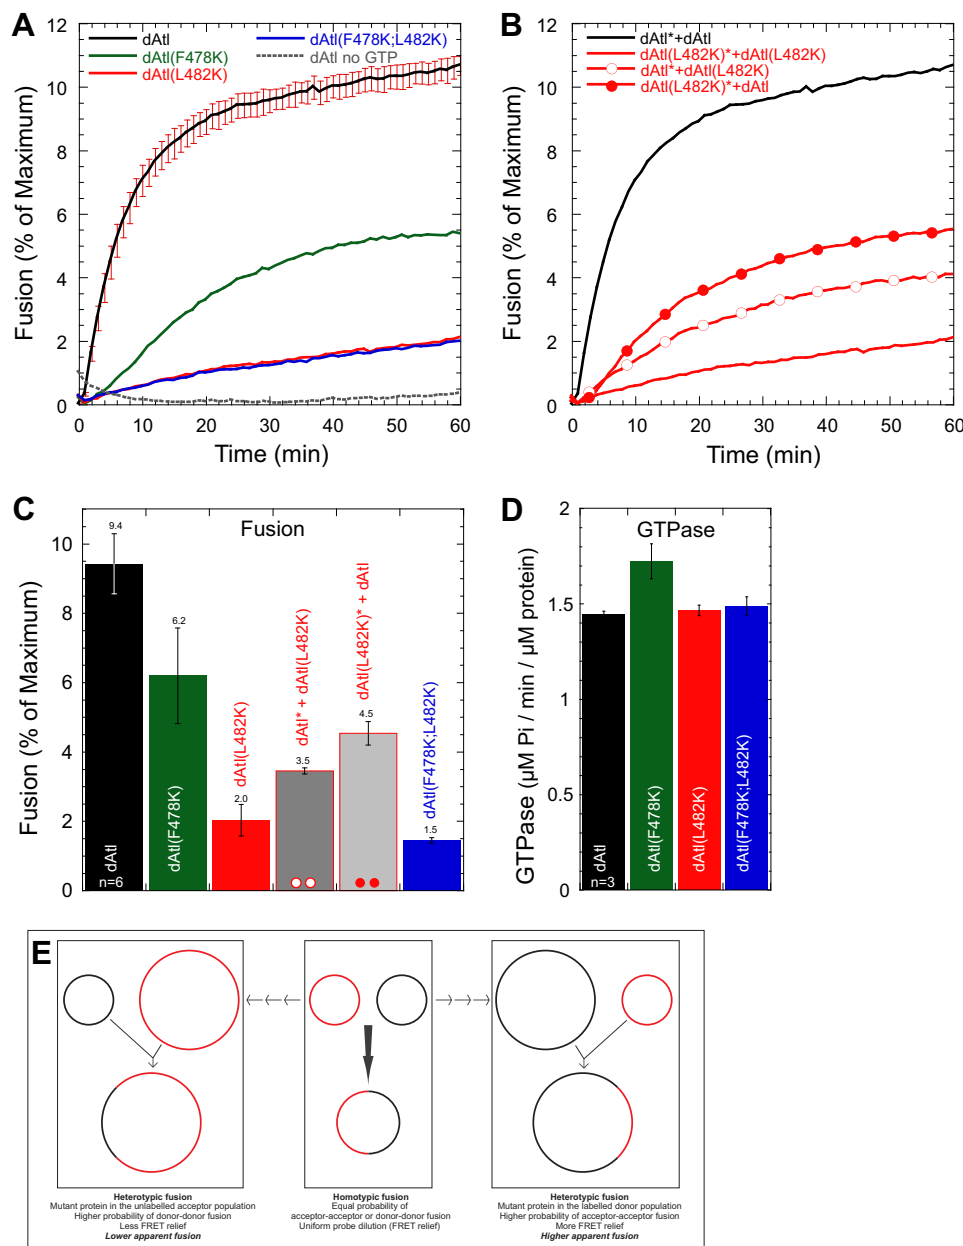 A
dAtl
dAtl(F478K)
dAtl(L482K)
dAtl(F478K;L482K)
dAtl no GTP
Fusion (% of Maximum)
12
10
8
6
4
2
0
0
10
20
30
40
50
60
Time (min)
B
dAtl*+dAtl
dAtl(L482K)*+dAtl(L482K)
dAtl*+dAtl(L482K)
dAtl(L482K)*+dAtl
Fusion (% of Maximum)
12
10
8
6
4
2
0
0
10
20
30
40
50
60
Time (min)
C
Fusion
Fusion (% of Maximum)
10
8
6
4
2
0
9.4
6.2
2.0
3.5
4.5
1.5
dAtl
n=6
dAtl(F478K)
dAtl(L482K)
dAtl* + dAtl(L482K)
dAtl(L482K)* + dAtl
dAtl(F478K;L482K)
D
GTPase
GTPase (µM Pi / min / µM protein)
2
1.5
1
0.5
0
dAtl
n=3
dAtl(F478K)
dAtl(L482K)
dAtl(F478K;L482K)
E
Heterotypic fusion
Mutant protein in the unlabelled acceptor population
Higher probability of donor-donor fusion
Less FRET relief
Lower apparent fusion
Homotypic fusion
Equal probability of
acceptor-acceptor or donor-donor fusion
Uniform probe dilution (FRET relief)
Heterotypic fusion
Mutant protein in the labelled donor population
Higher probability of acceptor-acceptor fusion
More FRET relief
Higher apparent fusion